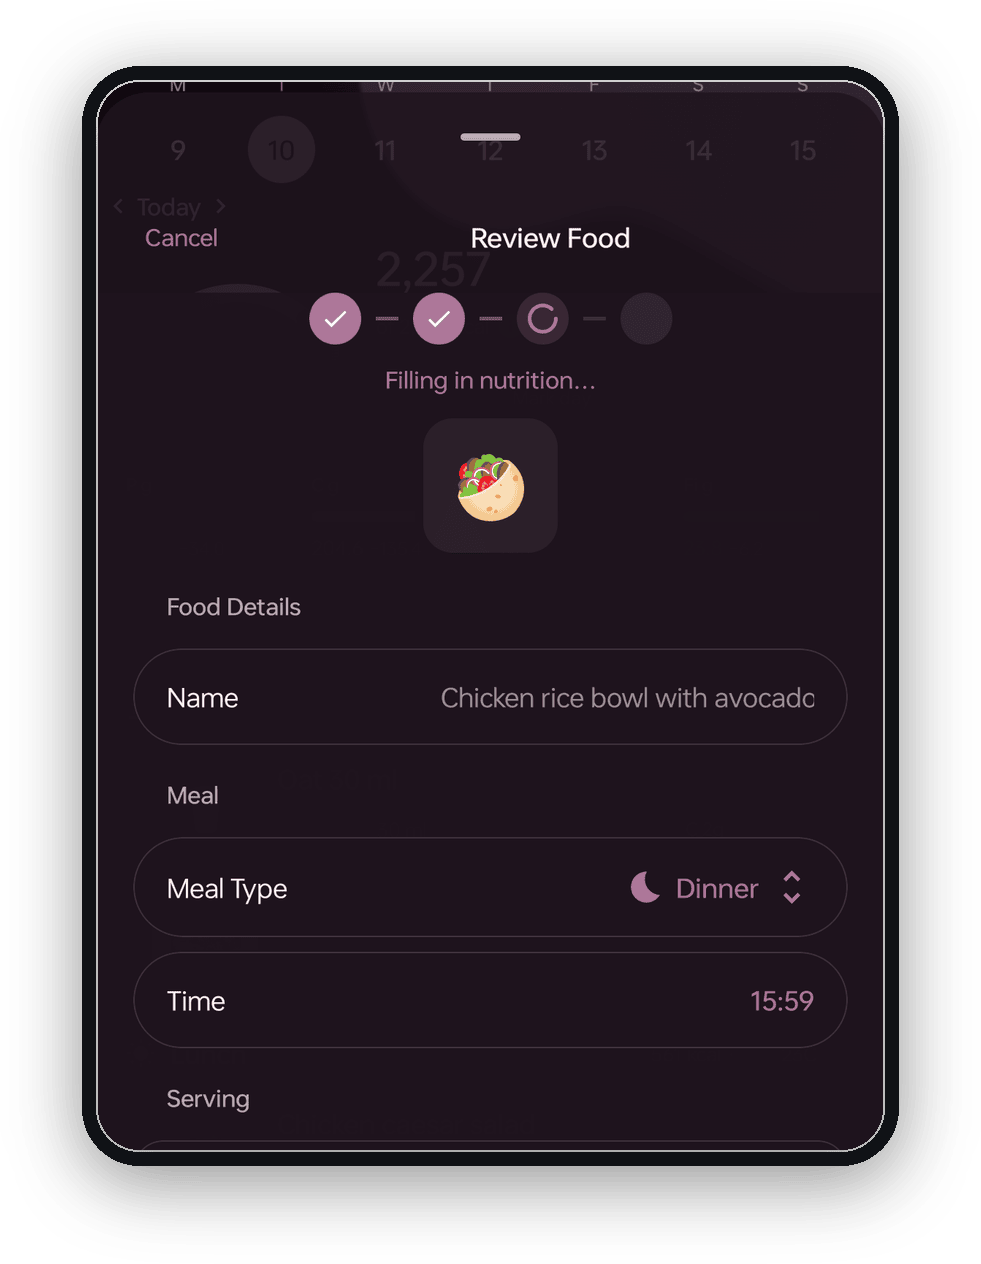 M T W T F S S
9 10 11 12 13 14 15
Today
Cancel Review Food
2,257
Filling in nutrition...
Food Details
Name Chicken rice bowl with avocado
Meal
Meal Type Dinner
Time 15:59
Serving